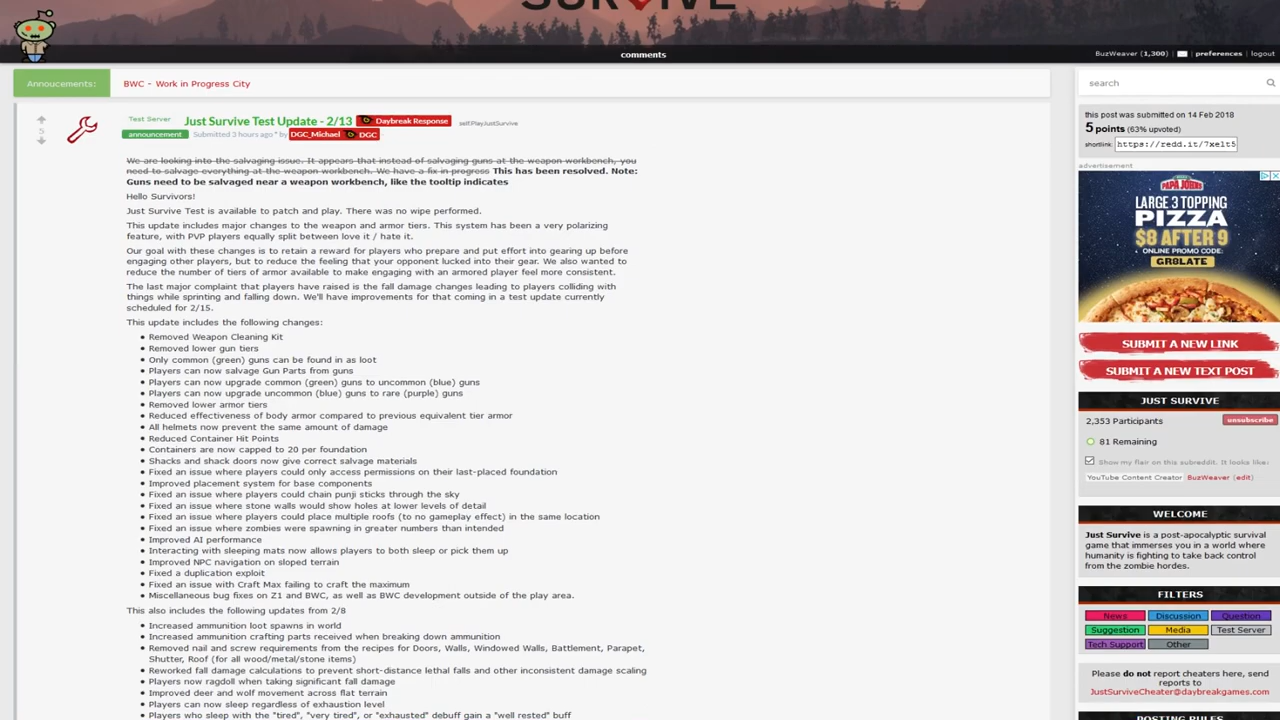 SURVIVE
comments
BuzWeaver (1,300) | preferences | logout
Annoucements:
BWC - Work in Progress City
search
Test Server
Just Survive Test Update - 2/13
Daybreak Response
self.PlayJustSurvive
announcement
Submitted 3 hours ago * by
DGC_Michael
DGC
5
We are looking into the salvaging issue. It appears that instead of salvaging guns at the weapon workbench, you
need to salvage everything at the weapon workbench. We have a fix in progress This has been resolved. Note:
Guns need to be salvaged near a weapon workbench, like the tooltip indicates
Hello Survivors!
Just Survive Test is available to patch and play. There was no wipe performed.
This update includes major changes to the weapon and armor tiers. This system has been a very polarizing
feature, with PVP players equally split between love it / hate it.
Our goal with these changes is to retain a reward for players who prepare and put effort into gearing up before
engaging other players, but to reduce the feeling that your opponent lucked into their gear. We also wanted to
reduce the number of tiers of armor available to make engaging with an armored player feel more consistent.
The last major complaint that players have raised is the fall damage changes leading to players colliding with
things while sprinting and falling down. We'll have improvements for that coming in a test update currently
scheduled for 2/15.
This update includes the following changes:
• Removed Weapon Cleaning Kit
• Removed lower gun tiers
• Only common (green) guns can be found in as loot
• Players can now salvage Gun Parts from guns
• Players can now upgrade common (green) guns to uncommon (blue) guns
• Players can now upgrade uncommon (blue) guns to rare (purple) guns
• Removed lower armor tiers
• Reduced effectiveness of body armor compared to previous equivalent tier armor
• All helmets now prevent the same amount of damage
• Reduced Container Hit Points
• Containers are now capped to 20 per foundation
• Shacks and shack doors now give correct salvage materials
• Fixed an issue where players could only access permissions on their last-placed foundation
• Improved placement system for base components
• Fixed an issue where players could chain punji sticks through the sky
• Fixed an issue where stone walls would show holes at lower levels of detail
• Fixed an issue where players could place multiple roofs (to no gameplay effect) in the same location
• Fixed an issue where zombies were spawning in greater numbers than intended
• Improved AI performance
• Interacting with sleeping mats now allows players to both sleep or pick them up
• Improved NPC navigation on sloped terrain
• Fixed a duplication exploit
• Fixed an issue with Craft Max failing to craft the maximum
• Miscellaneous bug fixes on Z1 and BWC, as well as BWC development outside of the play area.
This also includes the following updates from 2/8
• Increased ammunition loot spawns in world
• Increased ammunition crafting parts received when breaking down ammunition
• Removed nail and screw requirements from the recipes for Doors, Walls, Windowed Walls, Battlement, Parapet,
Shutter, Roof (for all wood/metal/stone items)
• Reworked fall damage calculations to prevent short-distance lethal falls and other inconsistent damage scaling
• Players now ragdoll when taking significant fall damage
• Improved deer and wolf movement across flat terrain
• Players can now sleep regardless of exhaustion level
• Players who sleep with the "tired", "very tired", or "exhausted" debuff gain a "well rested" buff
this post was submitted on 14 Feb 2018
5 points (63% upvoted)
shortlink: https://redd.it/7xelt5
advertisement
PAPA JOHNS
LARGE 3 TOPPING
PIZZA
$8 AFTER 9
ONLINE PROMO CODE:
GR8LATE
SUBMIT A NEW LINK
SUBMIT A NEW TEXT POST
JUST SURVIVE
2,353 Participants
unsubscribe
81 Remaining
Show my flair on this subreddit. It looks like:
YouTube Content Creator BuzWeaver (edit)
WELCOME
Just Survive is a post-apocalyptic survival
game that immerses you in a world where
humanity is fighting to take back control
from the zombie hordes.
FILTERS
News Discussion Question
Suggestion Media Test Server
Tech Support Other
Please do not report cheaters here, send
reports to
JustSurviveCheater@daybreakgames.com
POSTING RULES